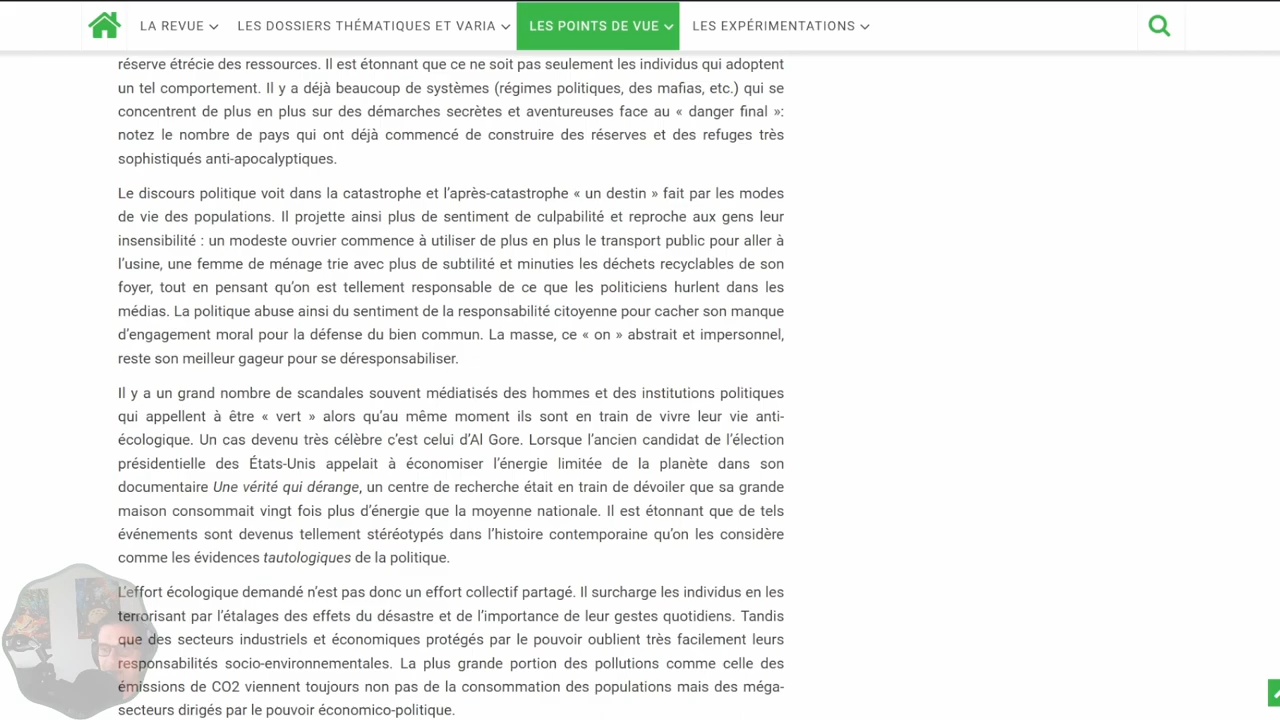 LA REVUE
LES DOSSIERS THÉMATIQUES ET VARIA
LES POINTS DE VUE
LES EXPÉRIMENTATIONS
réserve étrécie des ressources. Il est étonnant que ce ne soit pas seulement les individus qui adoptent
un tel comportement. Il y a déjà beaucoup de systèmes (régimes politiques, des mafias, etc.) qui se
concentrent de plus en plus sur des démarches secrètes et aventureuses face au « danger final »:
notez le nombre de pays qui ont déjà commencé de construire des réserves et des refuges très
sophistiqués anti-apocalyptiques.
Le discours politique voit dans la catastrophe et l'après-catastrophe « un destin » fait par les modes
de vie des populations. Il projette ainsi plus de sentiment de culpabilité et reproche aux gens leur
insensibilité : un modeste ouvrier commence à utiliser de plus en plus le transport public pour aller à
l'usine, une femme de ménage trie avec plus de subtilité et minuties les déchets recyclables de son
foyer, tout en pensant qu'on est tellement responsable de ce que les politiciens hurlent dans les
médias. La politique abuse ainsi du sentiment de la responsabilité citoyenne pour cacher son manque
d'engagement moral pour la défense du bien commun. La masse, ce « on » abstrait et impersonnel,
reste son meilleur gageur pour se déresponsabiliser.
Il y a un grand nombre de scandales souvent médiatisés des hommes et des institutions politiques
qui appellent à être « vert » alors qu'au même moment ils sont en train de vivre leur vie anti-
écologique. Un cas devenu très célèbre c'est celui d'Al Gore. Lorsque l'ancien candidat de l'élection
présidentielle des États-Unis appelait à économiser l'énergie limitée de la planète dans son
documentaire Une vérité qui dérange, un centre de recherche était en train de dévoiler que sa grande
maison consommait vingt fois plus d'énergie que la moyenne nationale. Il est étonnant que de tels
événements sont devenus tellement stéréotypés dans l'histoire contemporaine qu'on les considère
comme les évidences tautologiques de la politique.
L'effort écologique demandé n'est pas donc un effort collectif partagé. Il surcharge les individus en les
terrorisant par l'étalages des effets du désastre et de l'importance de leur gestes quotidiens. Tandis
que des secteurs industriels et économiques protégés par le pouvoir oublient très facilement leurs
responsabilités socio-environnementales. La plus grande portion des pollutions comme celle des
émissions de CO2 viennent toujours non pas de la consommation des populations mais des méga-
secteurs dirigés par le pouvoir économico-politique.